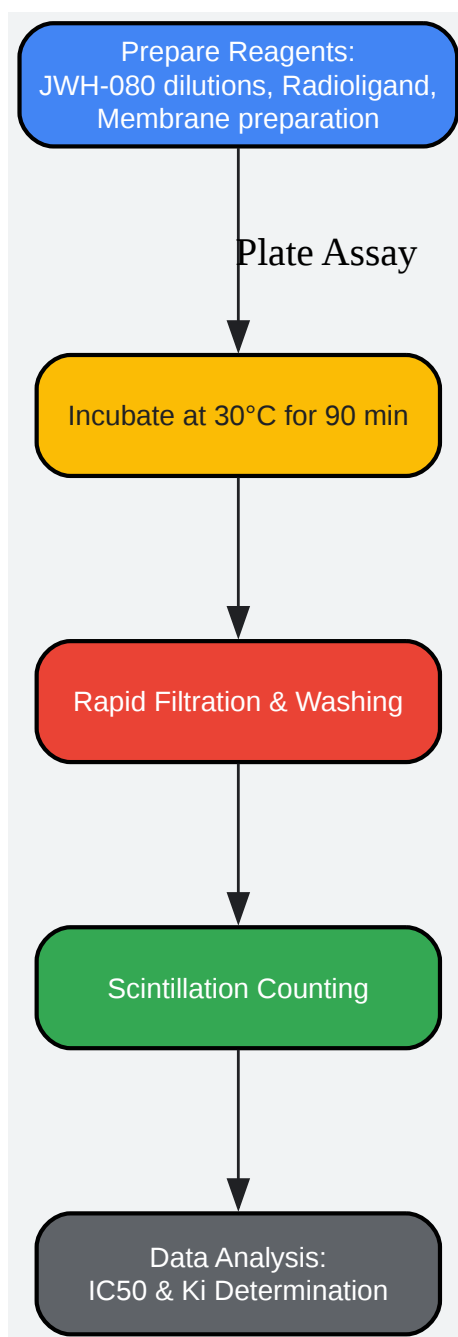 Prepare Reagents:
JWH-080 dilutions, Radioligand,
Membrane preparation
Plate Assay
Incubate at 30°C for 90 min
Rapid Filtration & Washing
Scintillation Counting
Data Analysis:
IC50 & Ki Determination